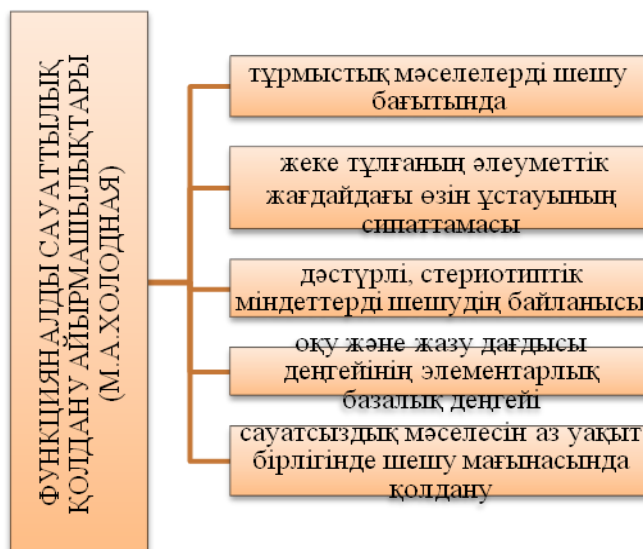 ФУНКЦИЯНАЛДЫ САУАТТЫЛЫҚ
ҚОЛДАНУ АЙЫРМАШЫЛЫҚТАРЫ
(М.А.ХОЛОДНАЯ)
тұрмыстық мәселелерді шешу
бағытында
жеке тұлғаның әлеуметтік
жағдайдағы өзін ұстауының
сипаттамасы
дәстүрлі, стериотиптік
міндеттерді шешудің байланысы
оқу және жазу дағдысы
деңгейінің элементарлық
базалық деңгейі
сауатсыздық мәселесін аз уақыт
бірлігінде шешу мағынасында
қолдану